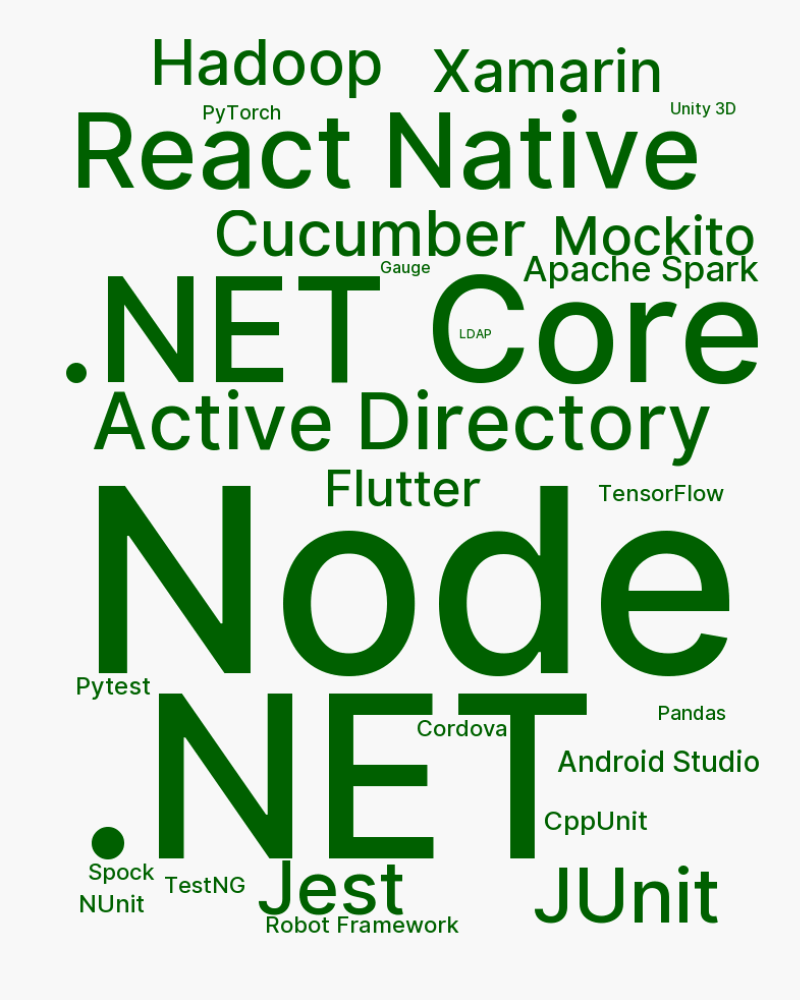 Hadoop
Xamarin
PyTorch
Unity 3D
React Native
Cucumber
Mockito
Gauge
Apache Spark
.NET Core
LDAP
Active Directory
Flutter
TensorFlow
Node
Pytest
.NET
Cordova
Pandas
Android Studio
CppUnit
Spock
TestNG
Jest
JUnit
NUnit
Robot Framework